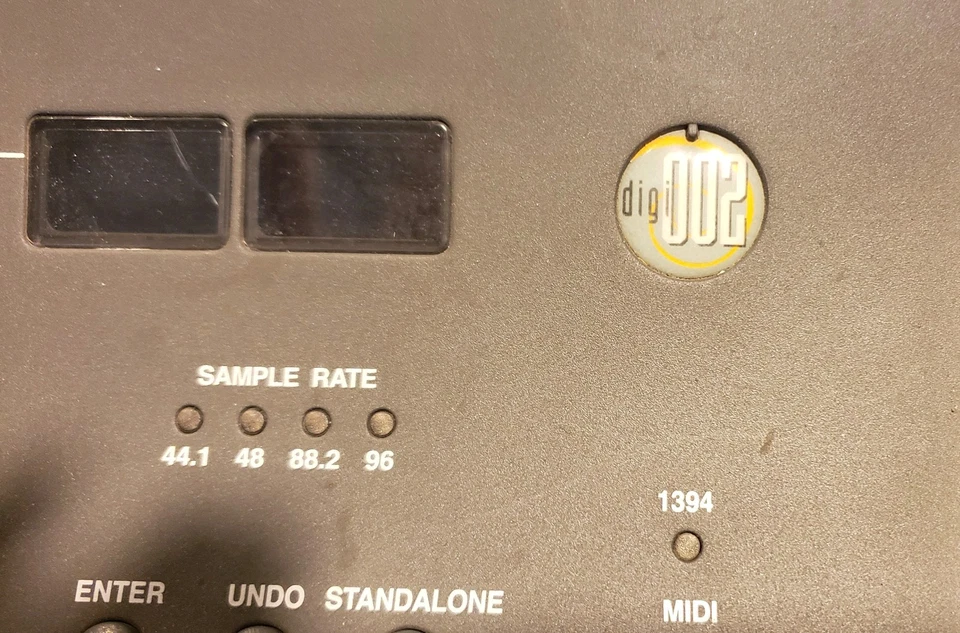 digi 002
SAMPLE RATE
44.1 48 88.2 96
1394
ENTER UNDO STANDALONE MIDI